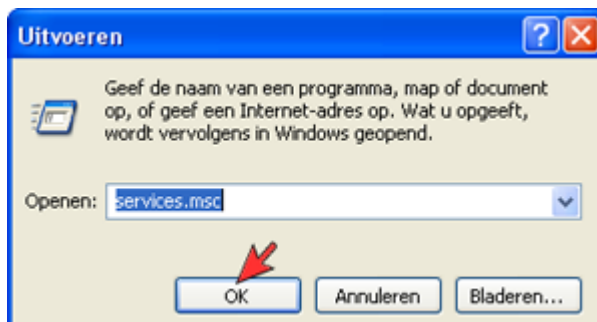 Uitvoeren
Geef de naam van een programma, map of document
op, of geef een Internet-adres op. Wat u opgeeft,
wordt vervolgens in Windows geopend.
Openen: services.msc
OK Annuleren Bladeren...